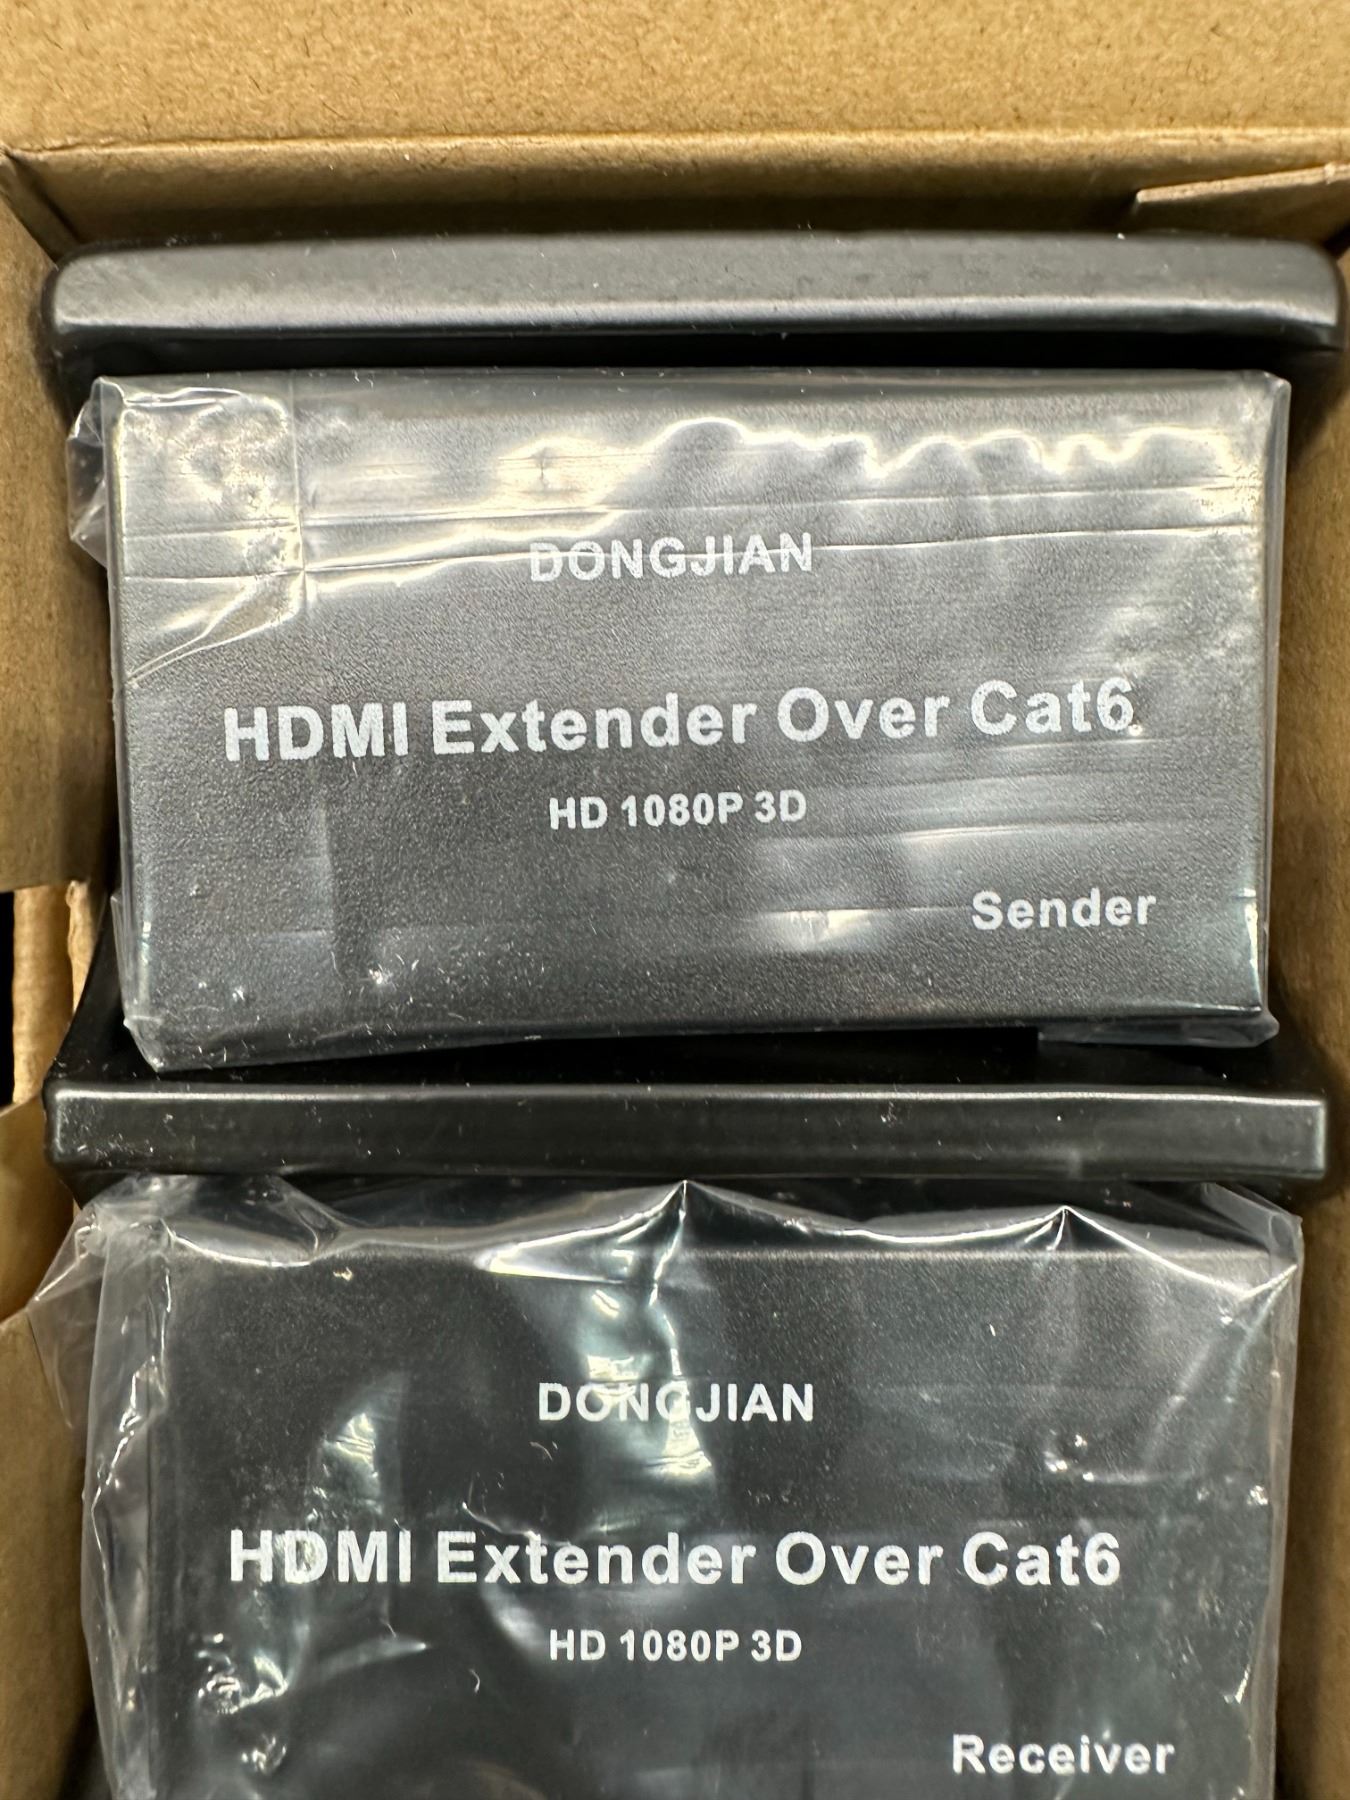 DONGJIAN
HDMI Extender Over Cat6
HD 1080P 3D
Sender
DONGJIAN
HDMI Extender Over Cat6
HD 1080P 3D
Receiver